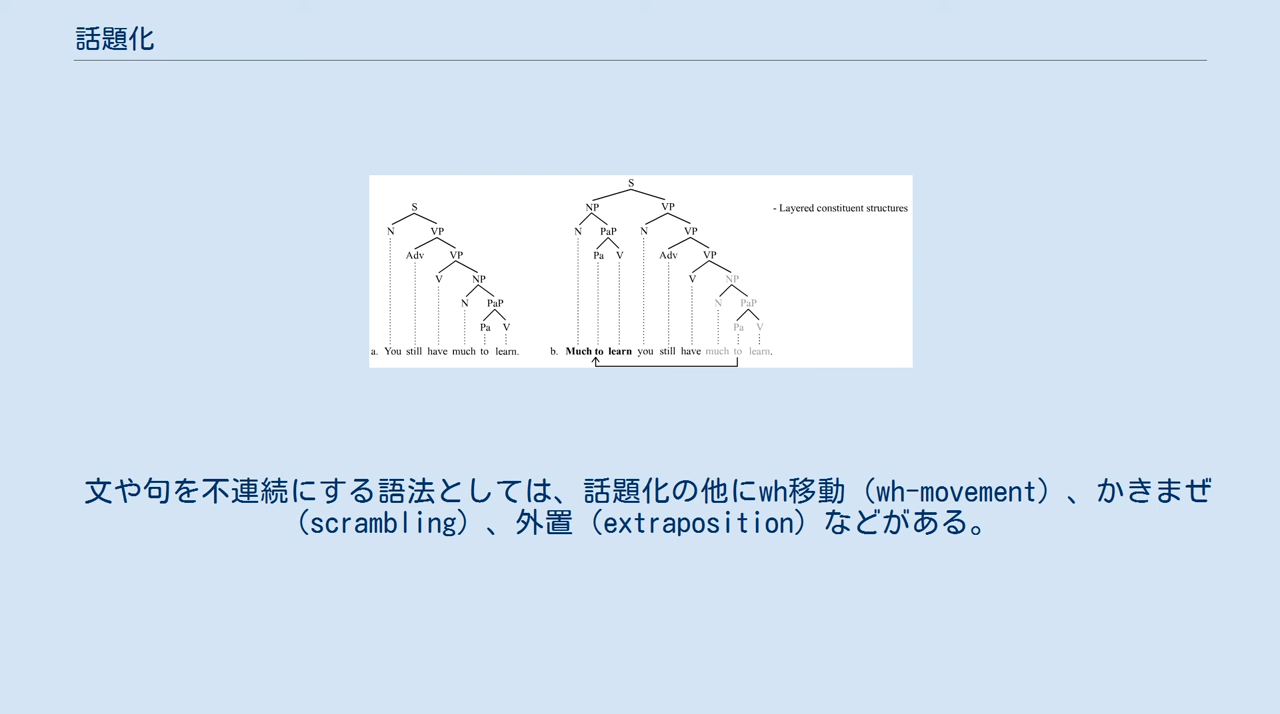 話題化
S
S
NP
VP
- Layered constituent structures
N
VP
N
PaP
N
VP
Adv
VP
Pa
V
Adv
VP
V
NP
V
NP
N
PaP
N
PaP
Pa
V
Pa
V
a. You still have much to learn.
b. Much to learn you still have much to learn.
文や句を不連続にする語法としては、話題化の他にwh移動（wh-movement）、かきまぜ
（scrambling）、外置（extraposition）などがある。